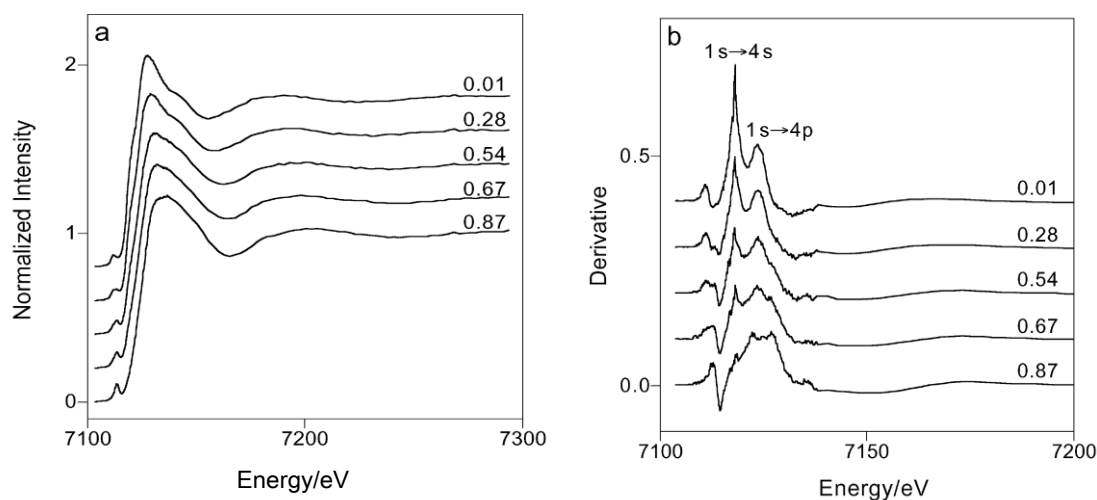 a
2
1
0
Normalized Intensity
0.01
0.28
0.54
0.67
0.87
7100
7200
7300
Energy/eV
b
1s→4s
1s→4p
0.5
0.0
Derivative
0.01
0.28
0.54
0.67
0.87
7100
7150
7200
Energy/eV